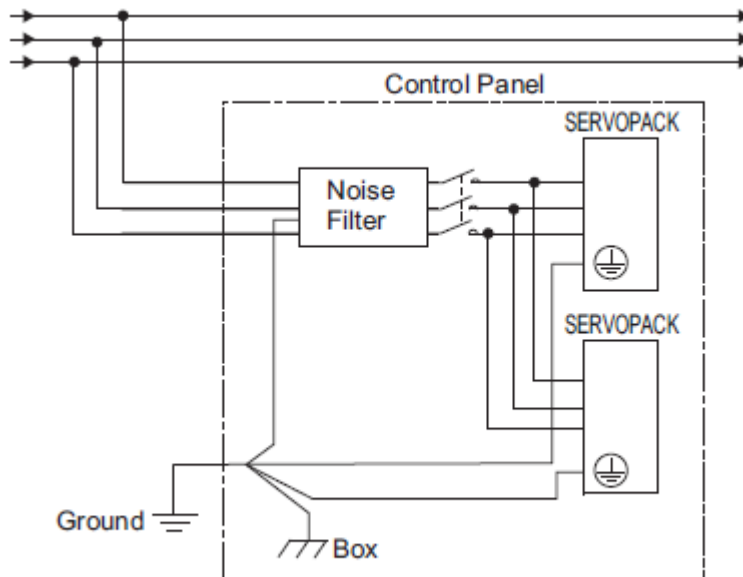 Control Panel
SERVOPACK
Noise
Filter
SERVOPACK
Ground
Box